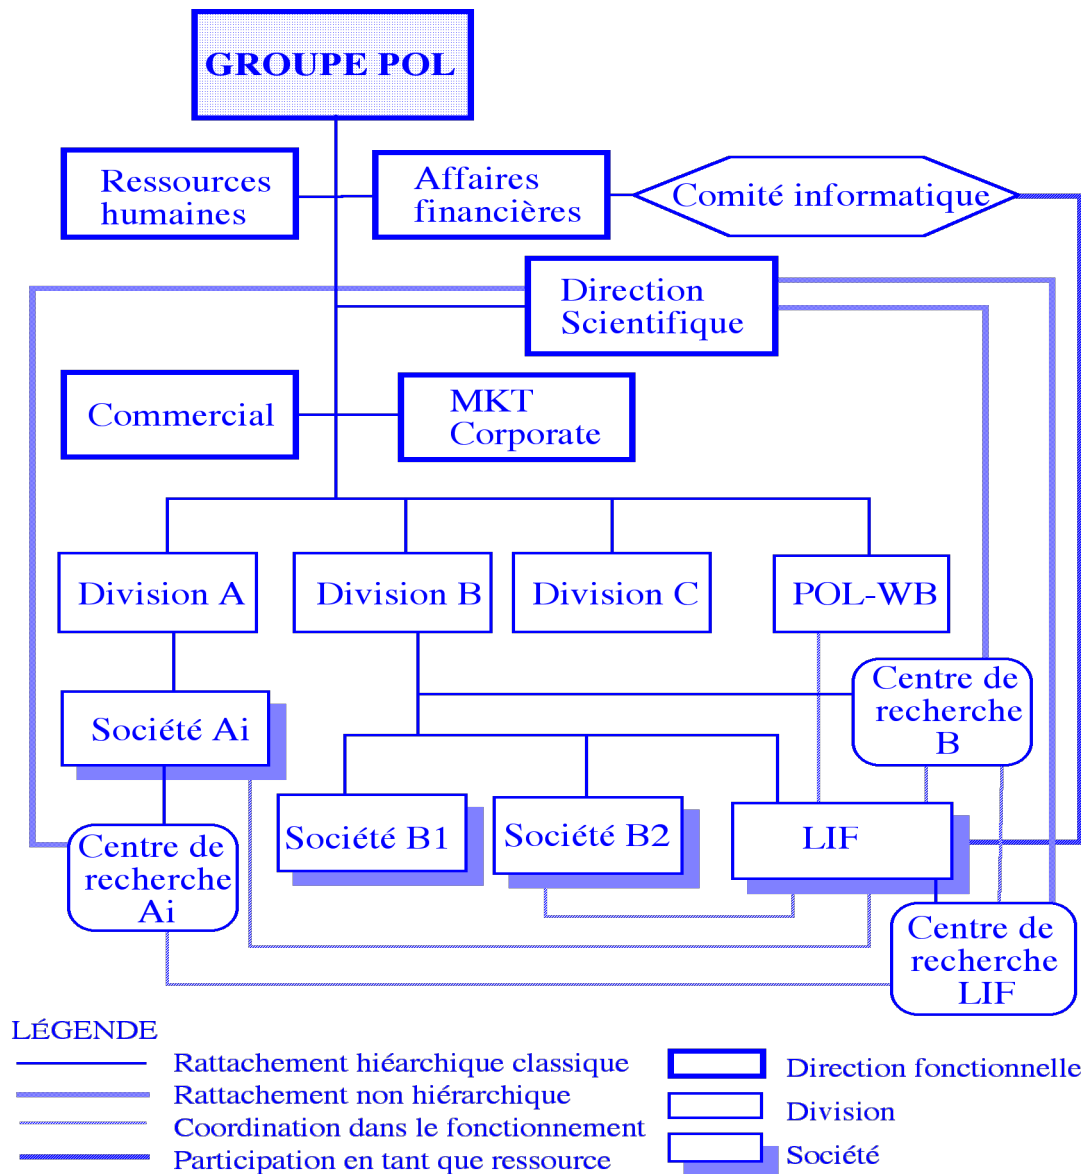 GROUPE POL
Ressources
humaines
Affaires
financières
Comité informatique
Direction
Scientifique
Commercial
MKT
Corporate
Division A
Division B
Division C
POL-WB
Centre de
recherche
B
Société Ai
Société B1
Société B2
LIF
Centre de
recherche
Ai
Centre de
recherche
LIF
LÉGENDE
Rattachement hiéarchique classique
Rattachement non hiérarchique
Coordination dans le fonctionnement
Participation en tant que ressource
Direction fonctionnelle
Division
Société